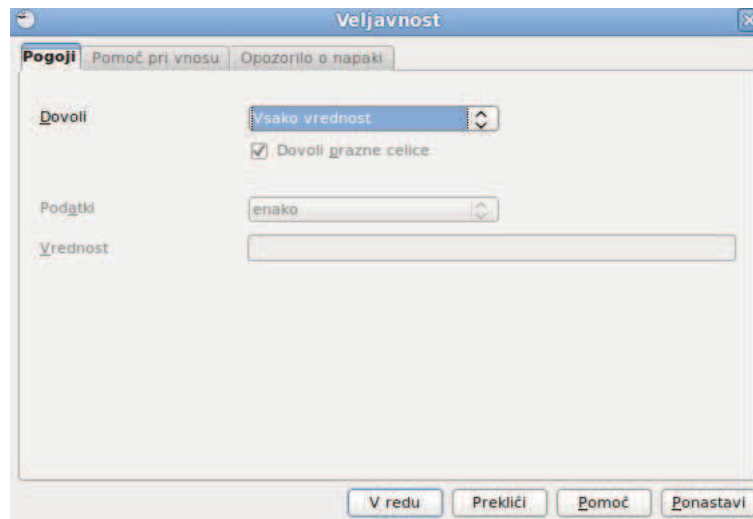 Veljavnost
Pogoji Pomoč pri vnosu Opozorilo o napaki
Dovoli Vsako vrednost
Dovoli prazne celice
Podatki enako
Vrednost
V redu Prekliči Pomoč Ponastavi